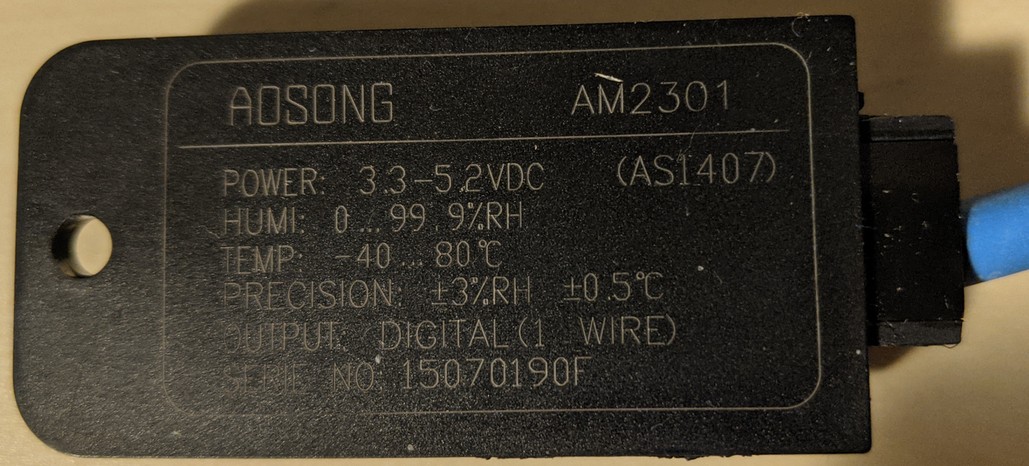 AOSONG AM2301
POWER: 3.3-5.2VDC (AS1407)
HUMI: 0...99.9%RH
TEMP: -40...80℃
PRECISION: ±3%RH ±0.5℃
OUTPUT: DIGITAL(1 WIRE)
SERIE NO: 15070190F